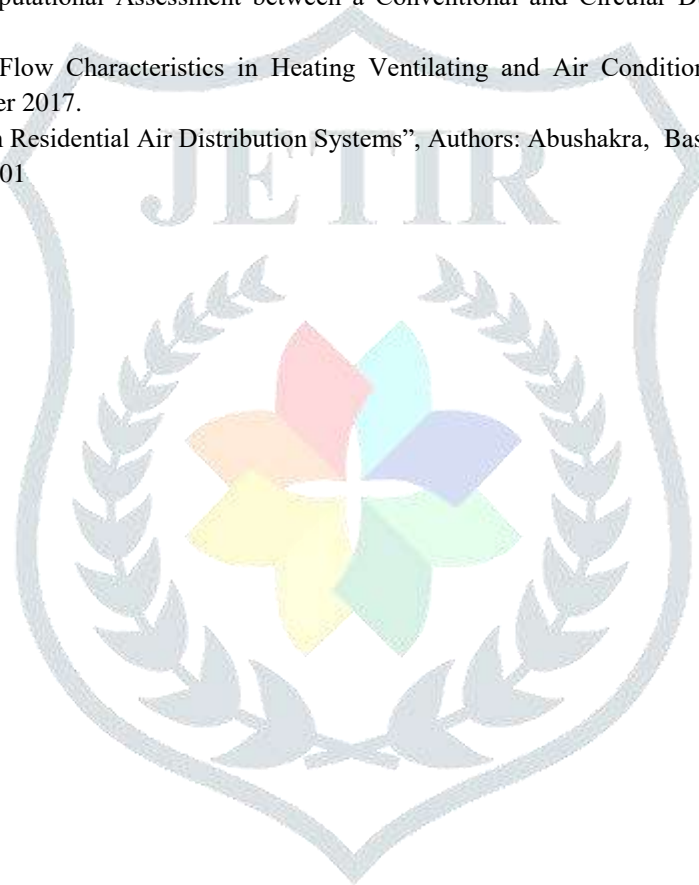 putational Assessment between a Conventional and Circular D
Flow Characteristics in Heating Ventilating and Air Condition
er 2017.
n Residential Air Distribution Systems”, Authors: Abushakra, Bas
01
JETIR